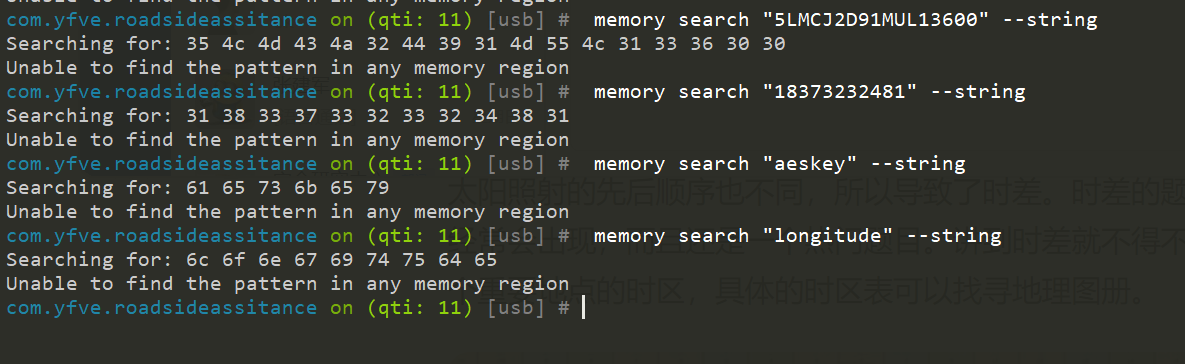 Unable to find the pattern in any memory region
com.yfve.roadsideassitance on (qti: 11) [usb] # memory search "5LMCJ2D91MUL13600" --string
Searching for: 35 4c 4d 43 4a 32 44 39 31 4d 55 4c 31 33 36 30 30
Unable to find the pattern in any memory region
com.yfve.roadsideassitance on (qti: 11) [usb] # memory search "18373232481" --string
Searching for: 31 38 33 37 33 32 33 32 34 38 31
Unable to find the pattern in any memory region
com.yfve.roadsideassitance on (qti: 11) [usb] # memory search "aeskey" --string
Searching for: 61 65 73 6b 65 79
太阳照射的先后顺序也不同，所以导致了时差。时差的题
Unable to find the pattern in any memory region
com.yfve.roadsideassitance on (qti: 11) [usb] # memory search "longitude" --string
Searching for: 6c 6f 6e 67 69 74 75 64 65
Unable to find the pattern in any memory region
点的时区，具体的时区表可以找寻地理图册。
com.yfve.roadsideassitance on (qti: 11) [usb] #